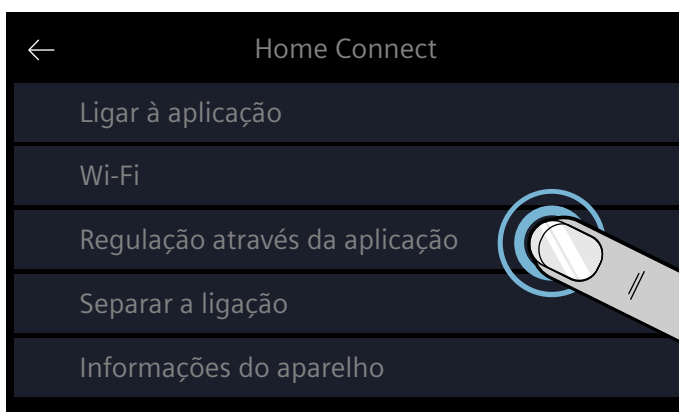 Home Connect
Ligar à aplicação
Wi-Fi
Regulação através da aplicação
Separar a ligação
Informações do aparelho